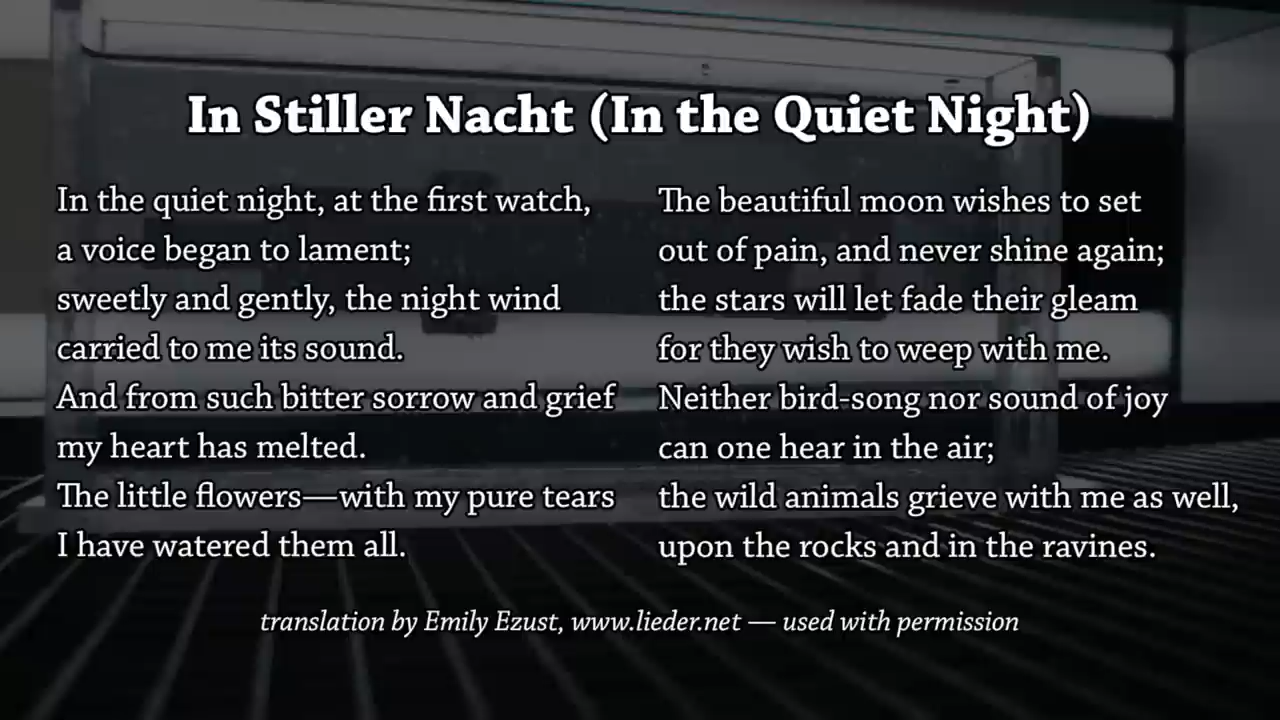 In Stiller Nacht (In the Quiet Night)
In the quiet night, at the first watch,
a voice began to lament;
sweetly and gently, the night wind
carried to me its sound.
And from such bitter sorrow and grief
my heart has melted.
The little flowers—with my pure tears
I have watered them all.
The beautiful moon wishes to set
out of pain, and never shine again;
the stars will let fade their gleam
for they wish to weep with me.
Neither bird-song nor sound of joy
can one hear in the air;
the wild animals grieve with me as well,
upon the rocks and in the ravines.
translation by Emily Ezust, www.lieder.net — used with permission